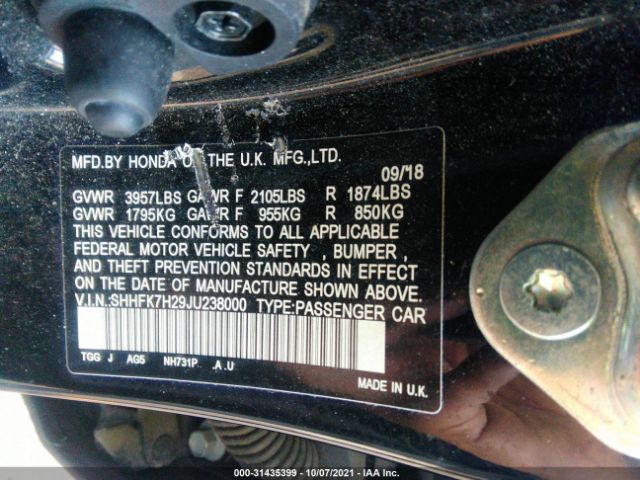 MFD.BY HONDA OF THE U.K. MFG.,LTD.
09/18
GVWR 3957LBS GAWR F 2105LBS R 1874LBS
GVWR 1795KG GAWR F 955KG R 850KG
THIS VEHICLE CONFORMS TO ALL APPLICABLE
FEDERAL MOTOR VEHICLE SAFETY , BUMPER ,
AND THEFT PREVENTION STANDARDS IN EFFECT
ON THE DATE OF MANUFACTURE SHOWN ABOVE.
V.I.N.:SHHFK7H29JU238000 TYPE:PASSENGER CAR
TGG J AG5 NH731P .A .U
MADE IN U.K.
000-31435399 - 10/07/2021 - IAA Inc.